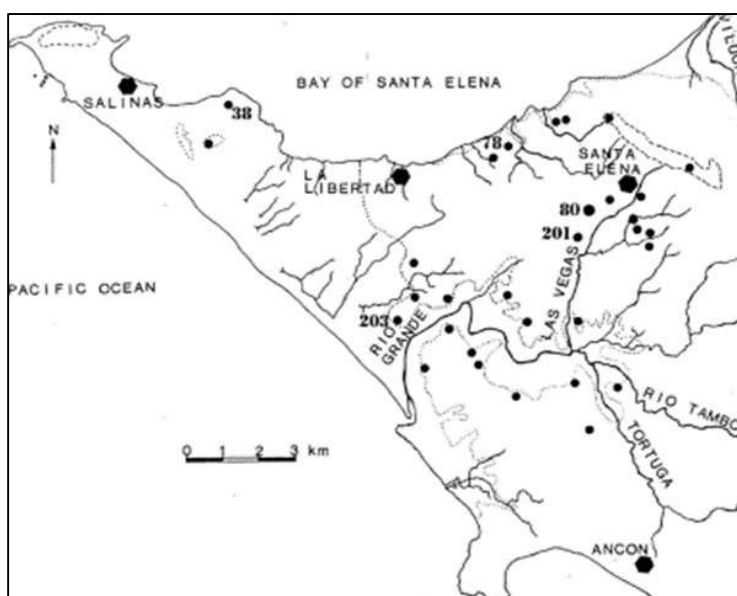 BAY OF SANTA ELENA
SALINAS
38
N
78
SANTA
ELENA
LA
LIBERTAD
80
201
LAS VEGAS
PACIFIC OCEAN
203
RIO
GRANDE
RIO TAMBO
TORTUGA
0 1 2 3 km
ANCON